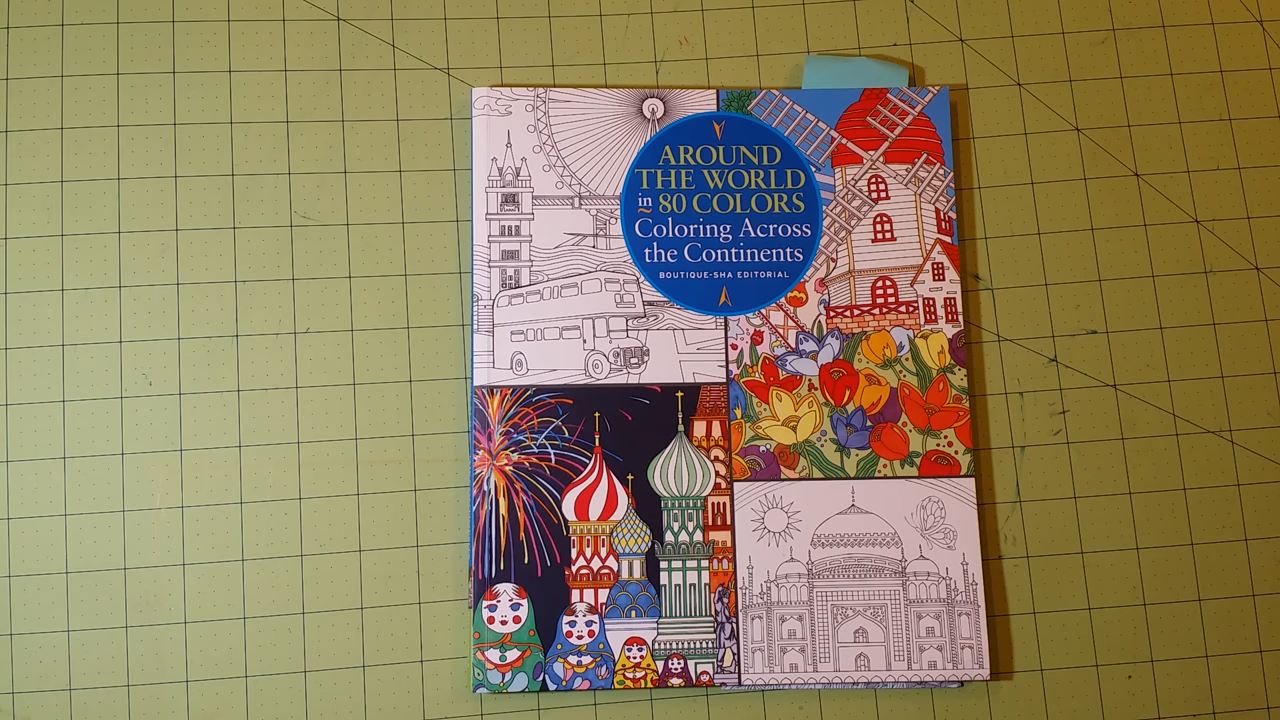 AROUND
THE WORLD
in 80 COLORS
Coloring Across
the Continents
BOUTIQUE-SHA EDITORIAL